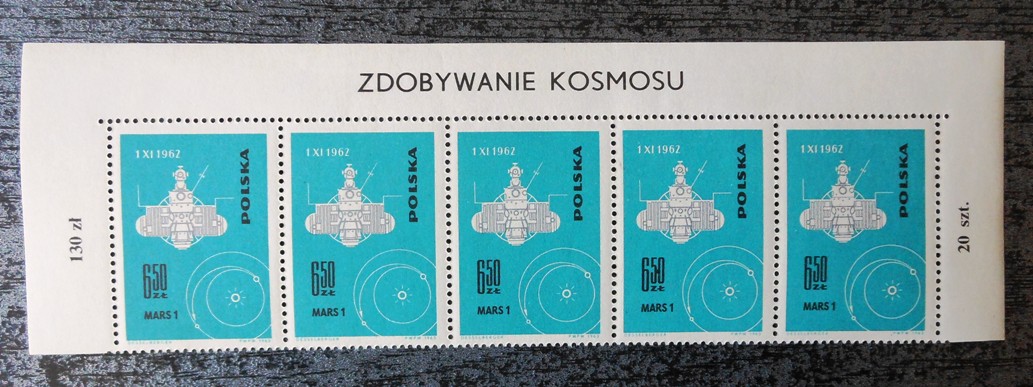 ZDOBYWANIE KOSMOSU
130 zł
1 XI 1962
POLSKA
6.50
ZŁ
MARS 1
1 XI 1962
POLSKA
6.50
ZŁ
MARS 1
1 XI 1962
POLSKA
6.50
ZŁ
MARS 1
1 XI 1962
POLSKA
6.50
ZŁ
MARS 1
1 XI 1962
POLSKA
6.50
ZŁ
MARS 1
20 szt.